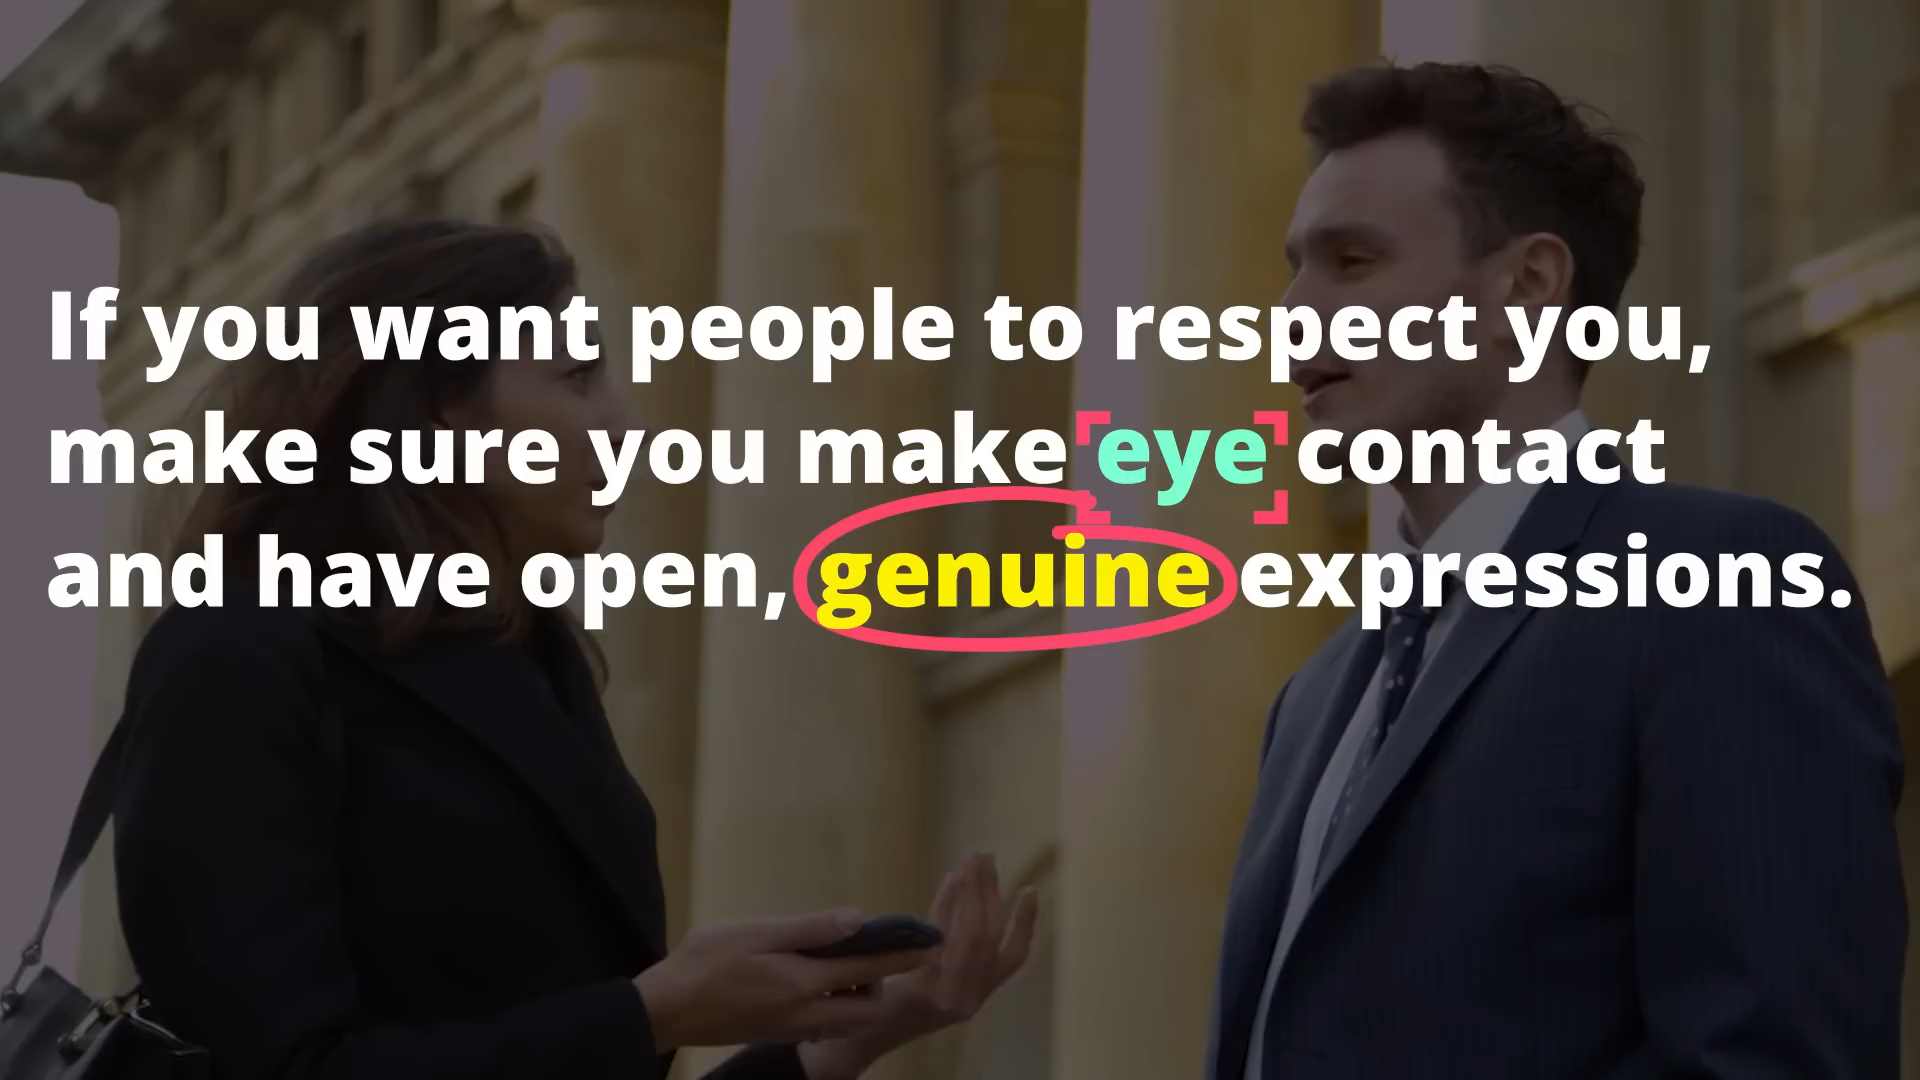 If you want people to respect you,
make sure you make eye contact
and have open, genuine expressions.